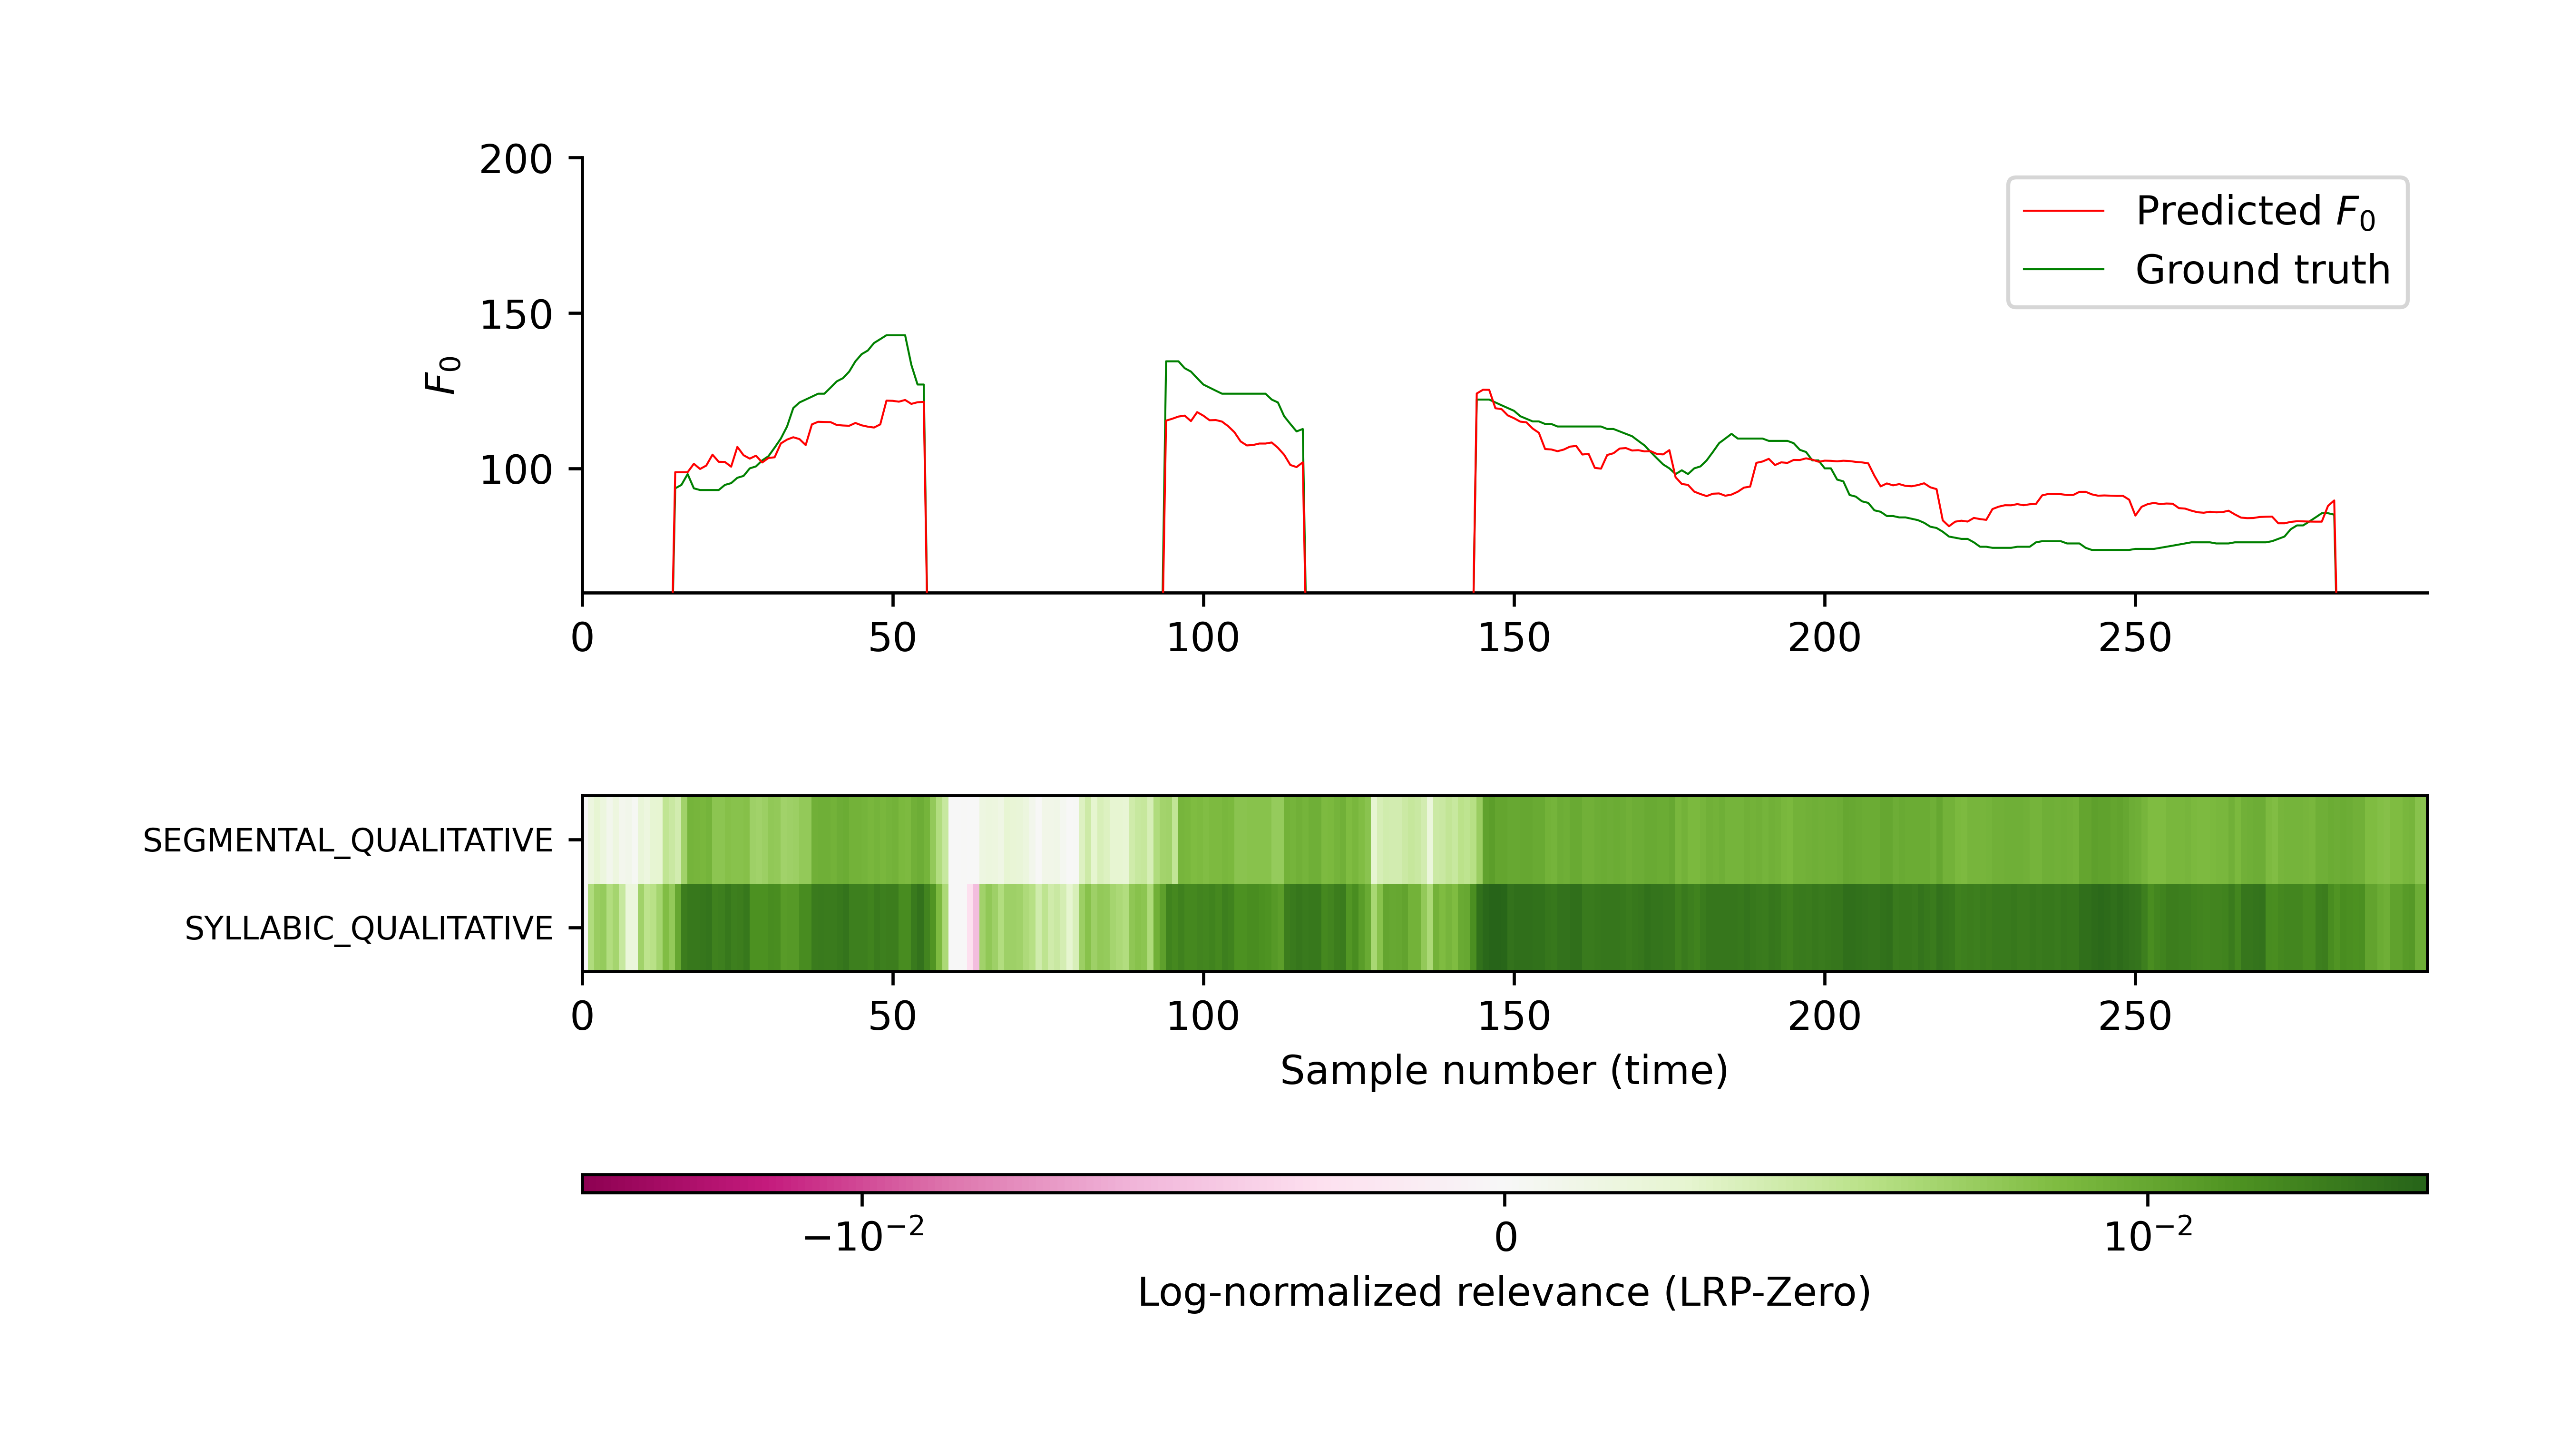 200
150
100
F₀
Predicted F₀
Ground truth
0 50 100 150 200 250
SEGMENTAL_QUALITATIVE
SYLLABIC_QUALITATIVE
0 50 100 150 200 250
Sample number (time)
−10⁻² 0 10⁻²
Log-normalized relevance (LRP-Zero)